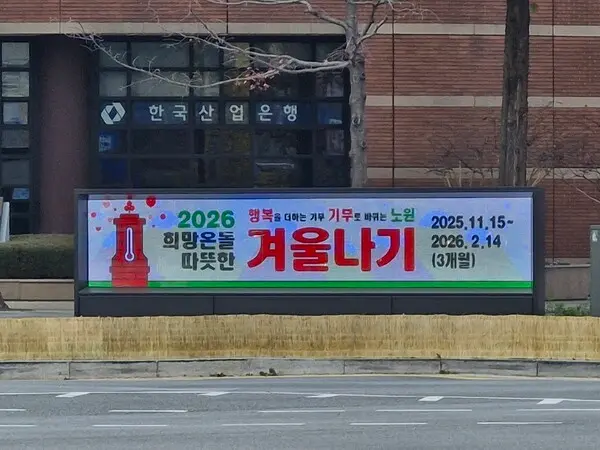 한국산업은행
2026 행복을 더하는 기부 기부로 바뀌는 노원
희망온돌
따뜻한
겨울나기
2025.11.15~
2026. 2.14
(3개월)